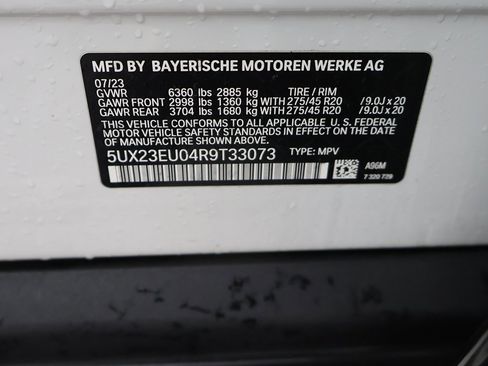 MFD BY BAYERISCHE MOTOREN WERKE AG
07/23
GVWR 6360 lbs 2885 kg TIRE / RIM
GAWR FRONT 2998 lbs 1360 kg WITH 275/45 R20 / 9.0J x 20
GAWR REAR 3704 lbs 1680 kg WITH 275/45 R20 / 9.0J x 20
THIS VEHICLE CONFORMS TO ALL APPLICABLE U. S. FEDERAL
MOTOR VEHICLE SAFETY STANDARDS IN EFFECT ON THE
DATE OF MANUFACTURE SHOWN ABOVE.
5UX23EU04R9T33073 TYPE: MPV
A96M
7 320 729